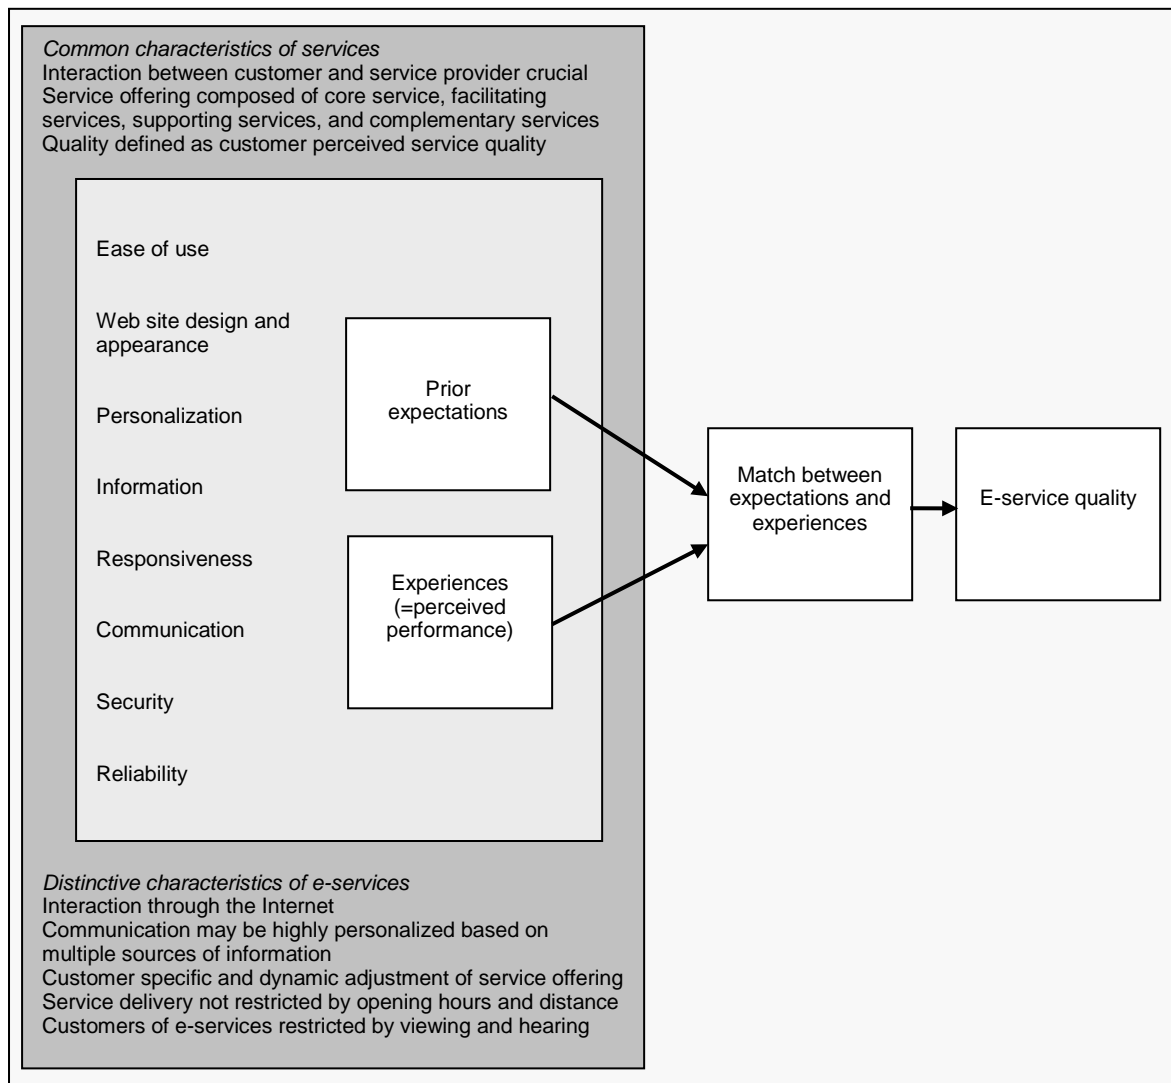 Common characteristics of services
Interaction between customer and service provider crucial
Service offering composed of core service, facilitating
services, supporting services, and complementary services
Quality defined as customer perceived service quality
Ease of use
Web site design and
appearance
Personalization
Information
Responsiveness
Communication
Security
Reliability
Prior
expectations
Experiences
(=perceived
performance)
Match between
expectations and
experiences
E-service quality
Distinctive characteristics of e-services
Interaction through the Internet
Communication may be highly personalized based on
multiple sources of information
Customer specific and dynamic adjustment of service offering
Service delivery not restricted by opening hours and distance
Customers of e-services restricted by viewing and hearing